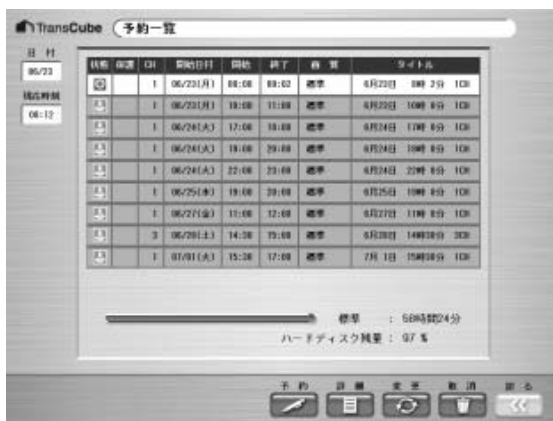 TransCube 予約一覧
日 付
06/23
現在時刻
08:12
状態 保護 CH 開始日付 開始 終了 画 質 タイトル
1 06/23(月) 標準 6月23日 1CH
1 06/23(月) 10:00 11:00 標準 6月23日 10時 0分 1CH
1 06/24(火) 17:00 18:00 標準 6月24日 17時 0分 1CH
1 06/24(火) 19:00 20:00 標準 6月24日 19時 0分 1CH
1 06/24(火) 22:00 23:00 標準 6月24日 22時 0分 1CH
1 06/25(水) 19:00 20:00 標準 6月25日 19時 0分 1CH
1 06/27(金) 11:00 12:00 標準 6月27日 11時 0分 1CH
3 06/28(土) 14:30 15:00 標準 6月28日 14時30分 3CH
1 07/01(火) 15:30 17:00 標準 7月 1日 15時30分 1CH
標準 : 58時間24分
ハードディスク残量 : 97 %
予 約 詳 細 変 更 取 消 戻 る